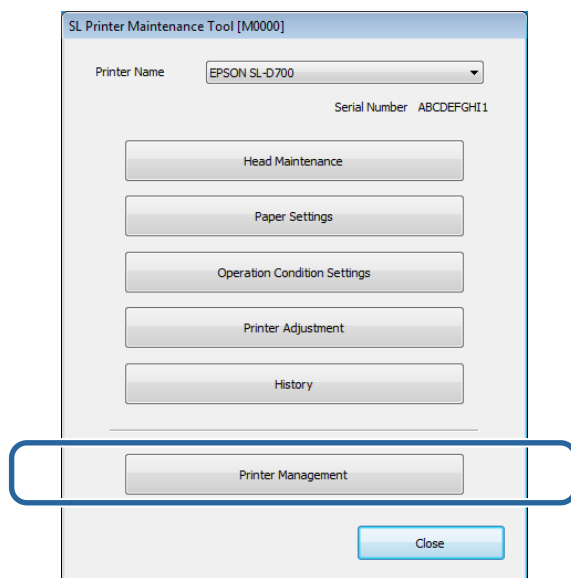 SL Printer Maintenance Tool [M0000]
Printer Name EPSON SL-D700
Serial Number ABCDEFGHI1
Head Maintenance
Paper Settings
Operation Condition Settings
Printer Adjustment
History
Printer Management
Close